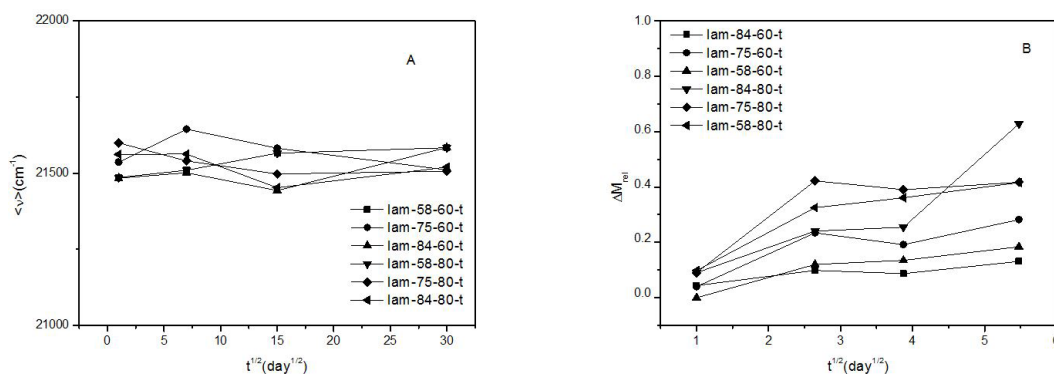 22000
21500
21000
<ν>(cm⁻¹)
A
lam-58-60-t
lam-75-60-t
lam-84-60-t
lam-58-80-t
lam-75-80-t
lam-84-80-t
0 5 10 15 20 25 30
t^1/2(day^1/2)
1.0
0.8
0.6
0.4
0.2
0.0
ΔM_rel
B
lam-84-60-t
lam-75-60-t
lam-58-60-t
lam-84-80-t
lam-75-80-t
lam-58-80-t
1 2 3 4 5 6
t^1/2(day^1/2)